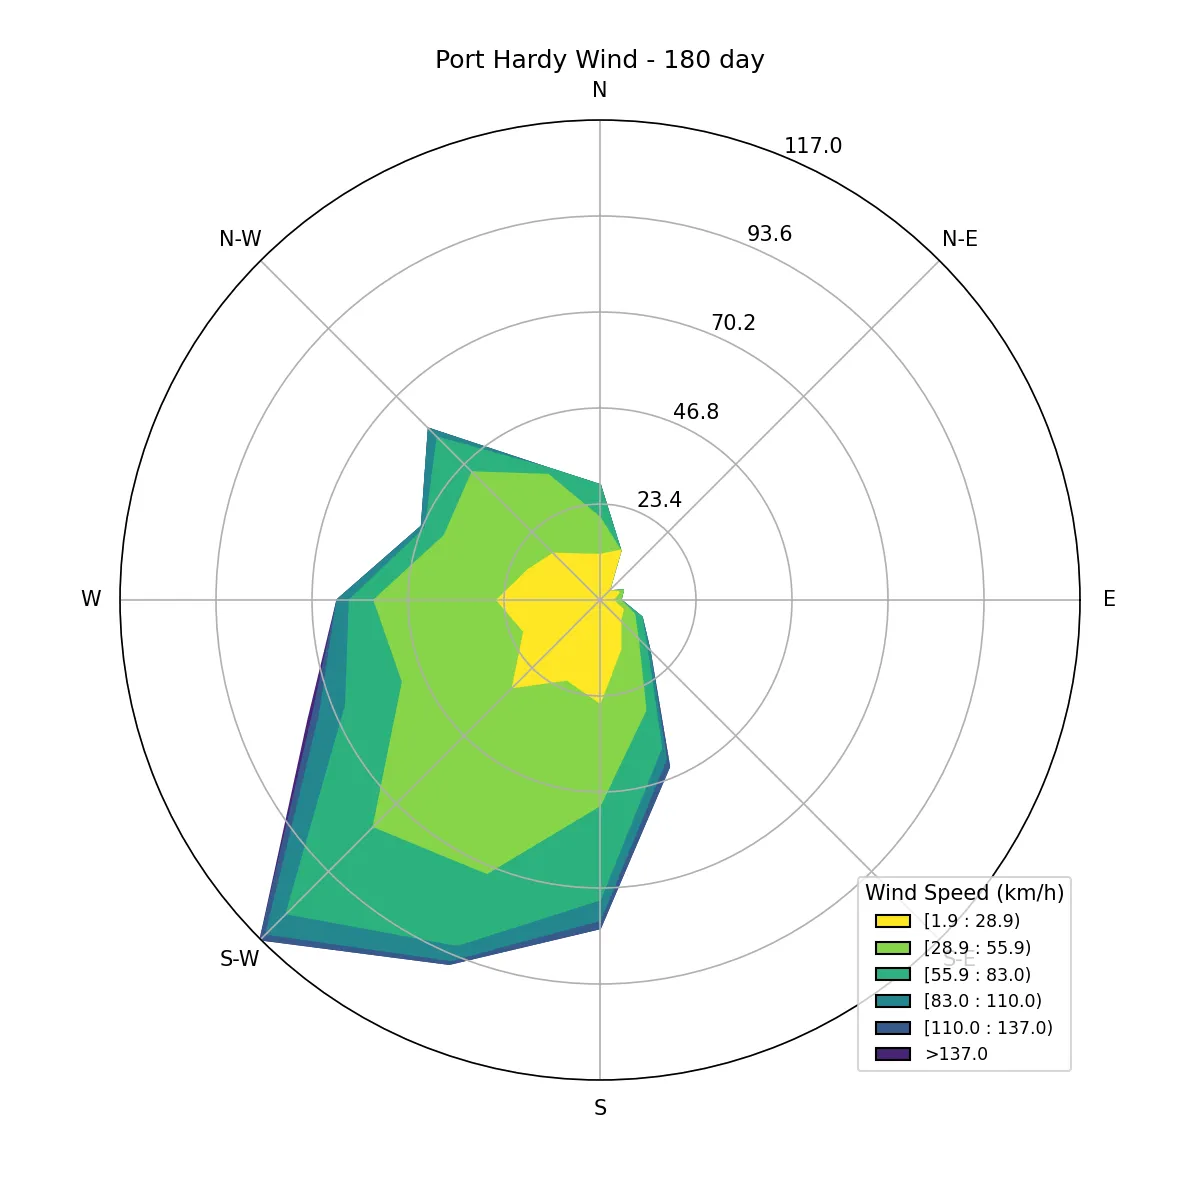 Port Hardy Wind - 180 day
N
117.0
N-W
93.6
N-E
70.2
46.8
23.4
W
E
S-W
S-E
S
Wind Speed (km/h)
[1.9 : 28.9)
[28.9 : 55.9)
[55.9 : 83.0)
[83.0 : 110.0)
[110.0 : 137.0)
>137.0